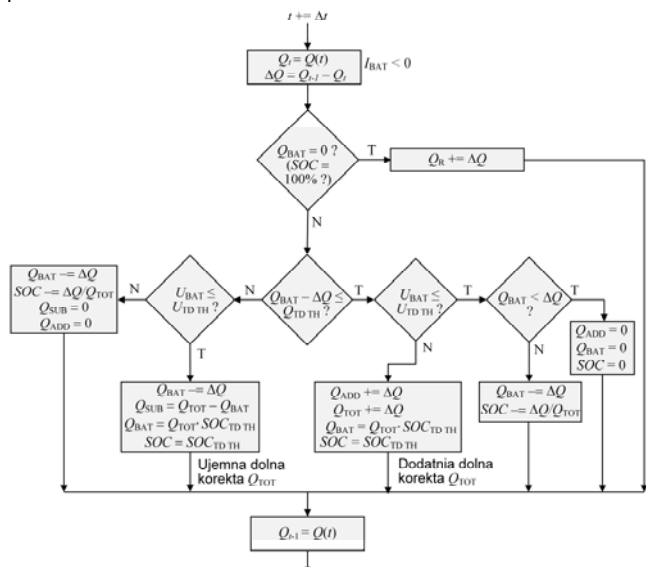 t += Δt
Q_t = Q(t)
ΔQ = Q_t-1 − Q_t
I_BAT < 0
Q_BAT = 0 ?
(SOC =
100% ?)
T
Q_R += ΔQ
N
Q_BAT −= ΔQ
SOC −= ΔQ/Q_TOT
Q_SUB = 0
Q_ADD = 0
N
U_BAT ≤
U_TD TH ?
N
Q_BAT − ΔQ ≤
Q_TD TH
?
T
U_BAT ≤
U_TD TH ?
T
Q_BAT < ΔQ
?
T
Q_ADD = 0
Q_BAT = 0
SOC = 0
T
N
N
Q_BAT −= ΔQ
Q_SUB = Q_TOT − Q_BAT
Q_BAT = Q_TOT· SOC_TD TH
SOC = SOC_TD TH
Q_ADD += ΔQ
Q_TOT += ΔQ
Q_BAT = Q_TOT· SOC_TD TH
SOC = SOC_TD TH
Q_BAT −= ΔQ
SOC −= ΔQ/Q_TOT
Ujemna dolna
korekta Q_TOT
Dodatnia dolna
korekta Q_TOT
Q_t-1 = Q(t)